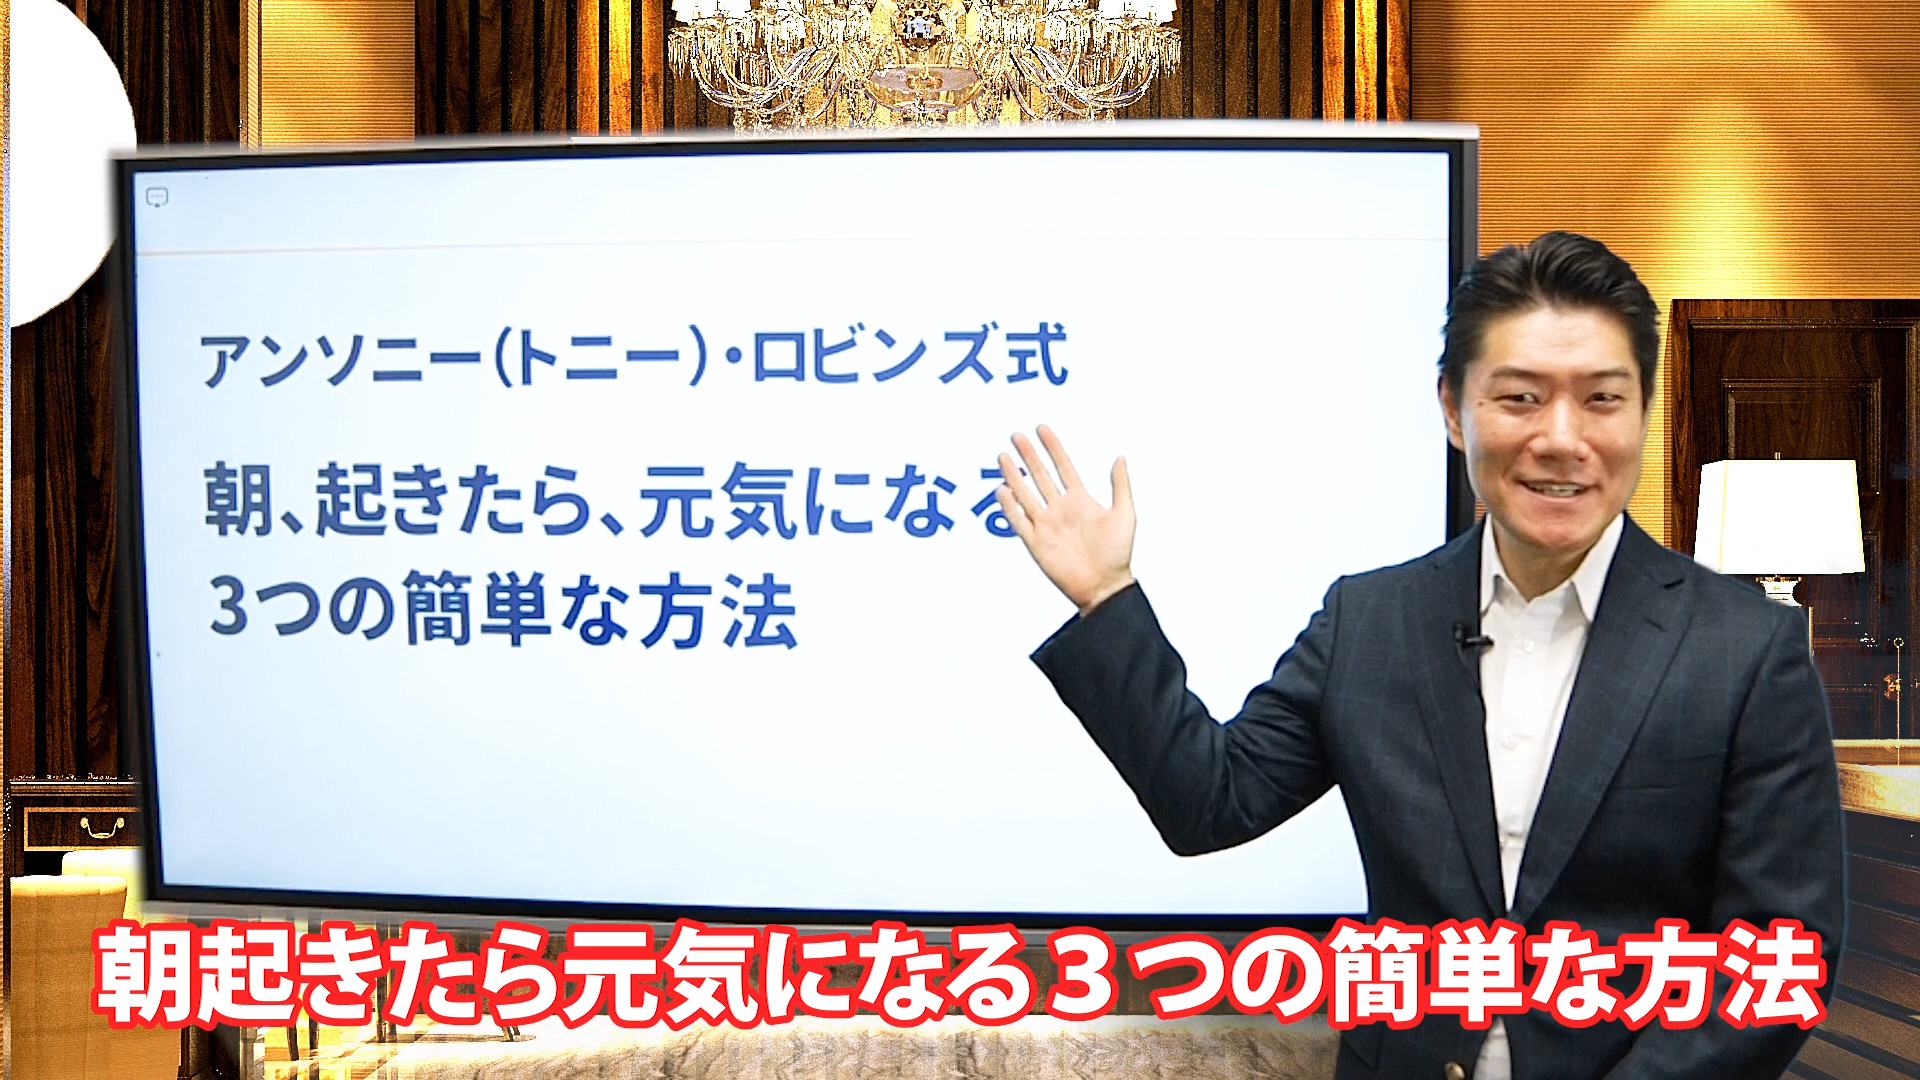 アンソニー(トニー)・ロビンズ式
朝、起きたら、元気になる
3つの簡単な方法
朝起きたら元気になる３つの簡単な方法